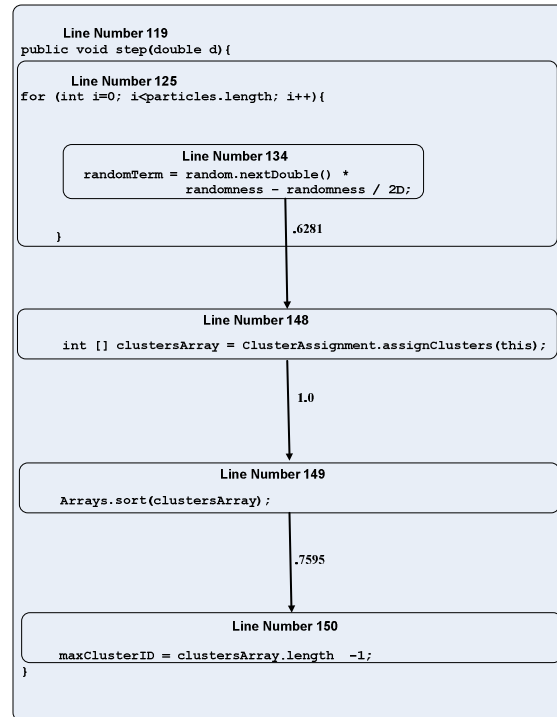 Line Number 119
public void step(double d){
Line Number 125
for (int i=0; i<particles.length; i++){
Line Number 134
randomTerm = random.nextDouble() *
randomness - randomness / 2D;
.6281
}
Line Number 148
int [] clustersArray = ClusterAssignment.assignClusters(this);
1.0
Line Number 149
Arrays.sort(clustersArray);
.7595
Line Number 150
maxClusterID = clustersArray.length -1;
}